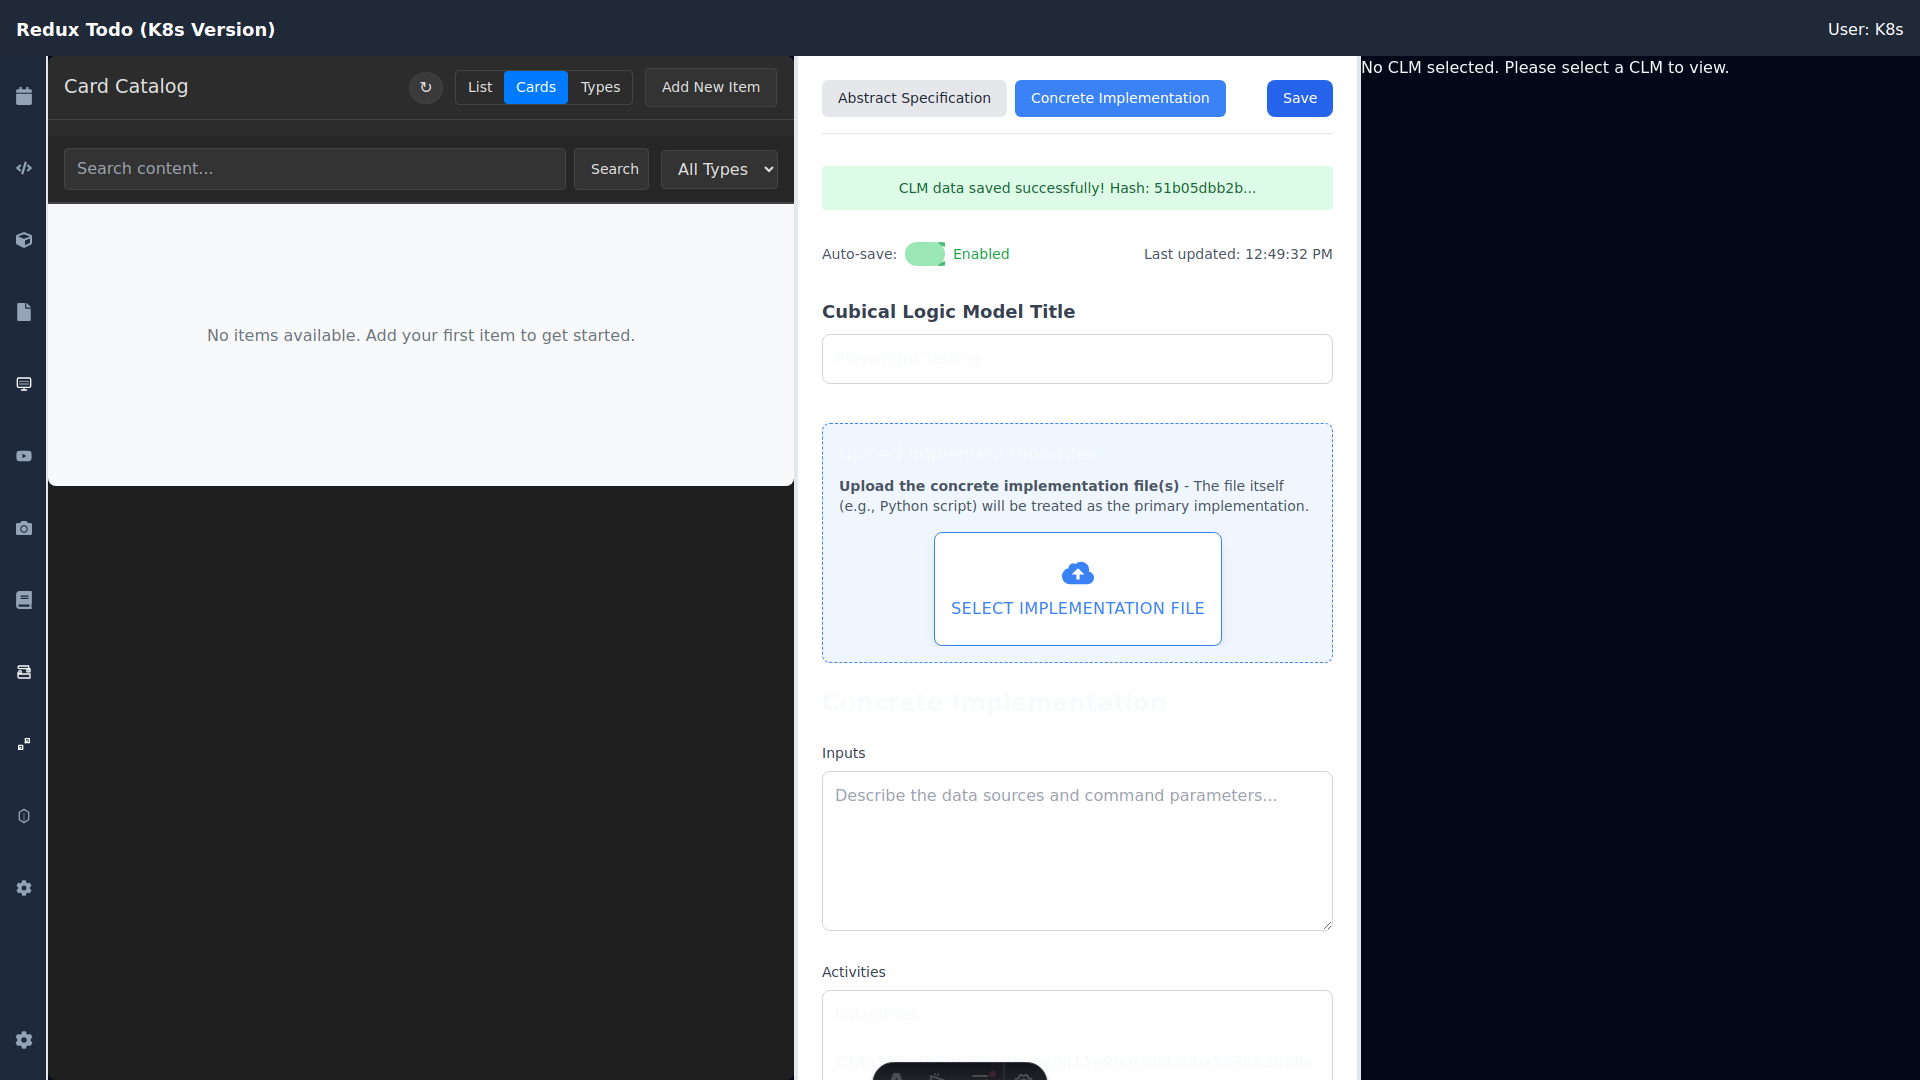 Redux Todo (K8s Version)
User: K8s
Card Catalog
↻
List
Cards
Types
Add New Item
Search content...
Search
All Types
No items available. Add your first item to get started.
Abstract Specification
Concrete Implementation
Save
CLM data saved successfully! Hash: 51b05dbb2b...
Auto-save:
Enabled
Last updated: 12:49:32 PM
Cubical Logic Model Title
Playwright Testing
Upload Implementation Files
Upload the concrete implementation file(s) - The file itself
(e.g., Python script) will be treated as the primary implementation.
SELECT IMPLEMENTATION FILE
Concrete Implementation
Inputs
Describe the data sources and command parameters...
Activities
linkedFiles
No CLM selected. Please select a CLM to view.